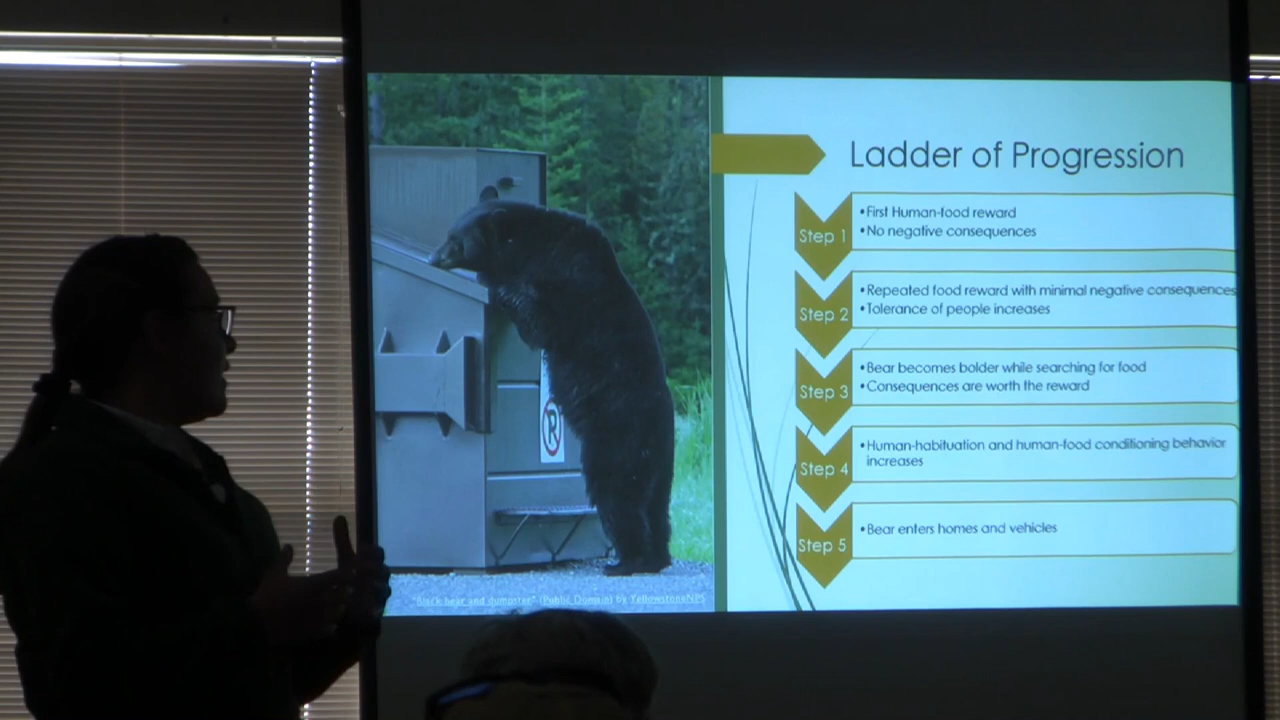 Ladder of Progression
Step 1
•First Human-food reward
•No negative consequences
Step 2
•Repeated food reward with minimal negative consequences
•Tolerance of people increases
Step 3
•Bear becomes bolder while searching for food
•Consequences are worth the reward
Step 4
•Human-habituation and human-food conditioning behavior
increases
Step 5
•Bear enters homes and vehicles
"Black bear and dumpster" (Public Domain) by YellowstoneNPS